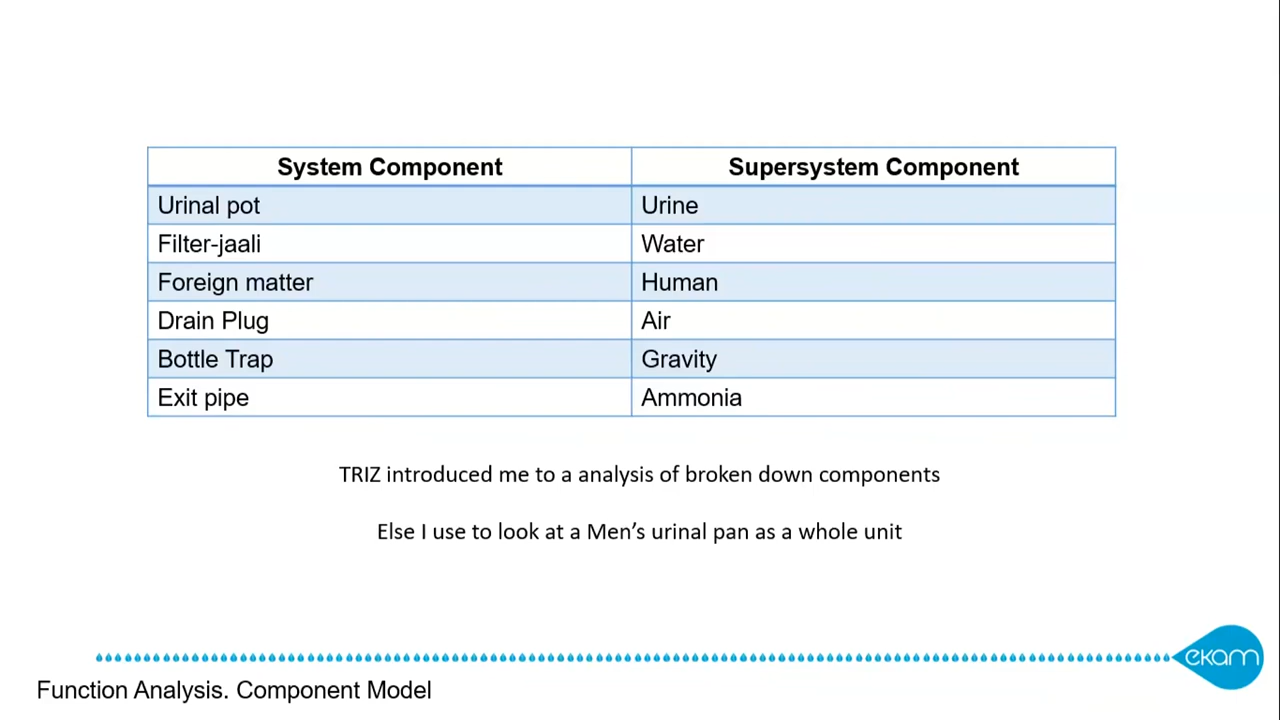 System Component Supersystem Component
Urinal pot Urine
Filter-jaali Water
Foreign matter Human
Drain Plug Air
Bottle Trap Gravity
Exit pipe Ammonia
TRIZ introduced me to a analysis of broken down components
Else I use to look at a Men’s urinal pan as a whole unit
ekam
Function Analysis. Component Model